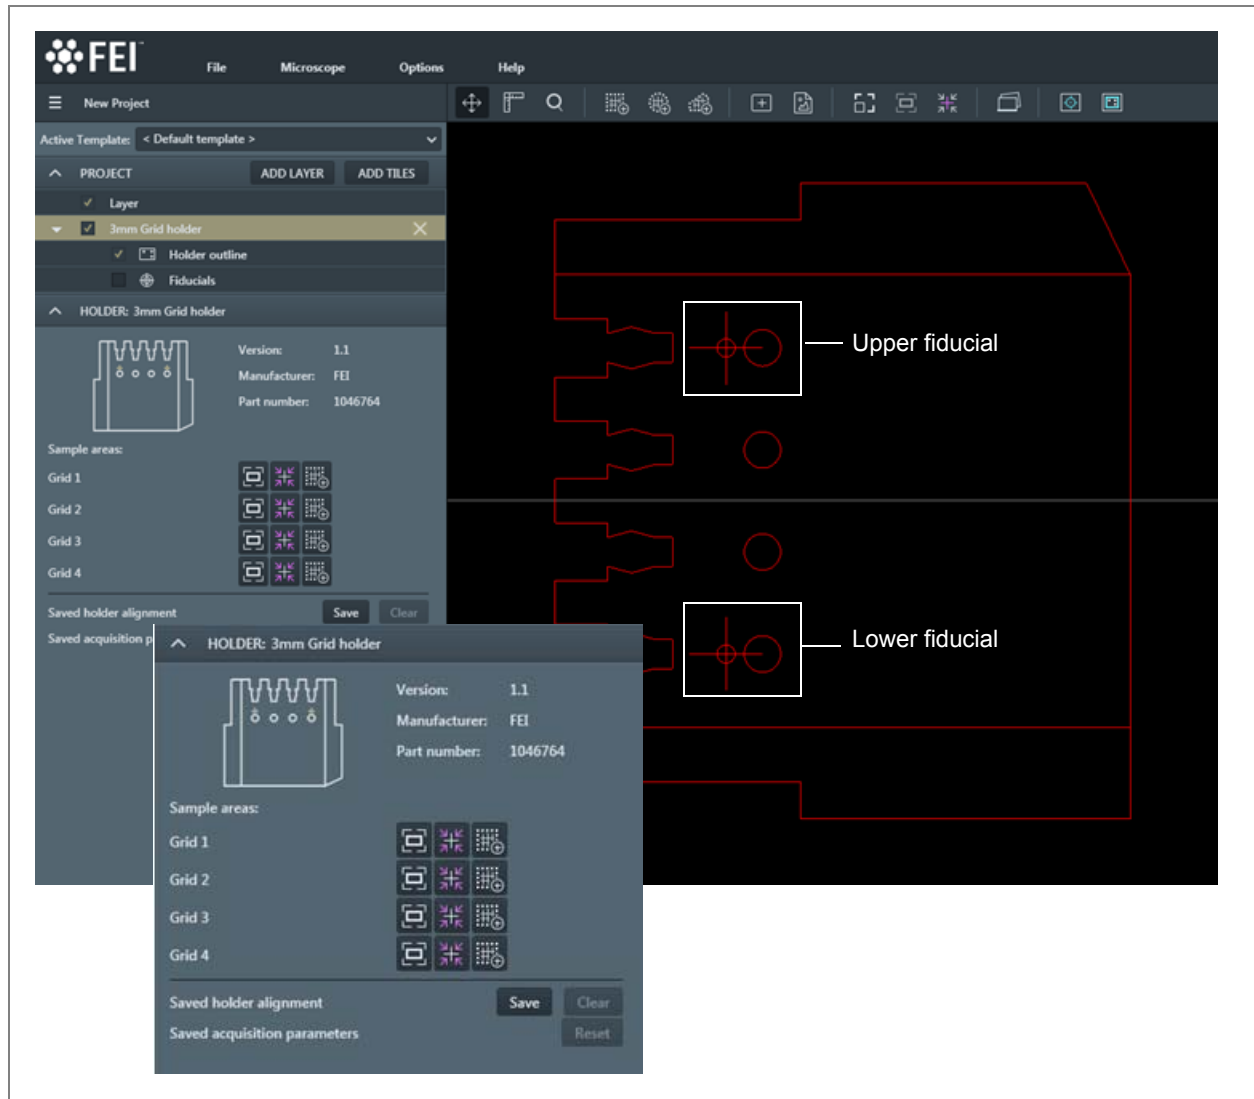 FEI™
File Microscope Options Help
New Project
Active Template: < Default template >
PROJECT ADD LAYER ADD TILES
Layer
3mm Grid holder
Holder outline
Fiducials
HOLDER: 3mm Grid holder
Version: 1.1
Manufacturer: FEI
Part number: 1046764
Sample areas:
Grid 1
Grid 2
Grid 3
Grid 4
Saved holder alignment Save Clear
Saved acquisition p
Upper fiducial
Lower fiducial
HOLDER: 3mm Grid holder
Version: 1.1
Manufacturer: FEI
Part number: 1046764
Sample areas:
Grid 1
Grid 2
Grid 3
Grid 4
Saved holder alignment Save Clear
Saved acquisition parameters Reset